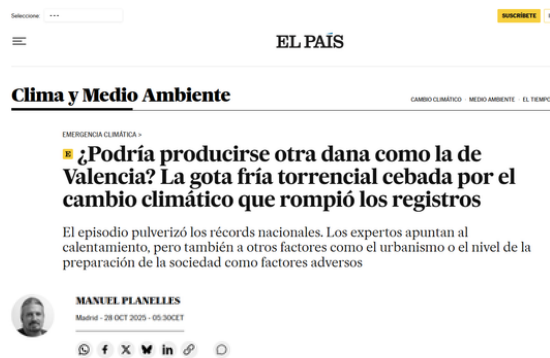 Seleccione
SUSCRÍBETE
EL PAÍS
Clima y Medio Ambiente
CAMBIO CLIMÁTICO · MEDIO AMBIENTE · EL TIEMPO
EMERGENCIA CLIMÁTICA >
E ¿Podría producirse otra dana como la de
Valencia? La gota fría torrencial cebada por el
cambio climático que rompió los registros
El episodio pulverizó los récords nacionales. Los expertos apuntan al
calentamiento, pero también a otros factores como el urbanismo o el nivel de la
preparación de la sociedad como factores adversos
MANUEL PLANELLES
Madrid - 28 OCT 2025 - 05:30CET